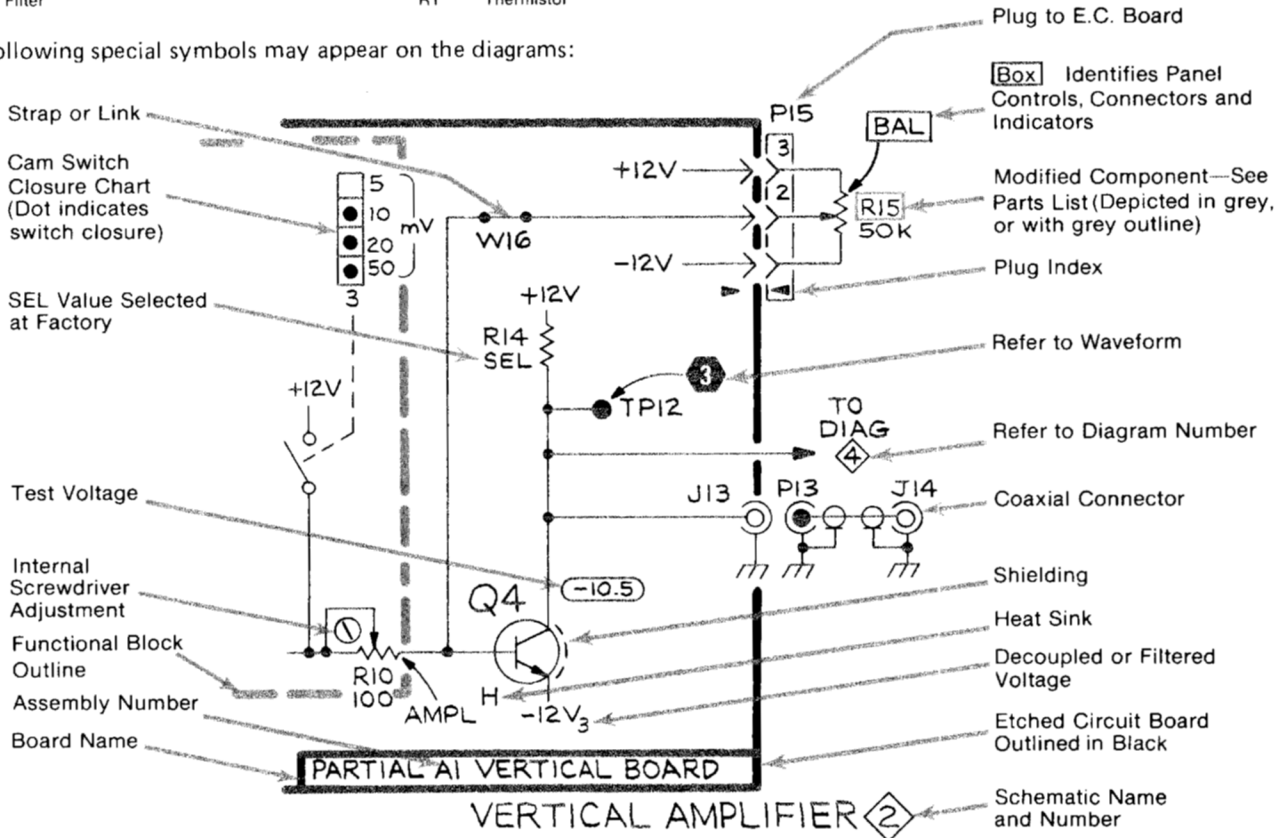 Filter
RT Thermistor
ollowing special symbols may appear on the diagrams:
Plug to E.C. Board
Box Identifies Panel
Controls, Connectors and
Indicators
Strap or Link
Cam Switch
Closure Chart
(Dot indicates
switch closure)
SEL Value Selected
at Factory
Test Voltage
Internal
Screwdriver
Adjustment
Functional Block
Outline
Assembly Number
Board Name
5
10
20
50
mV
3
+12V
W16
+12V
R14
SEL
3
TP12
+12V
-12V
P15
3
2
BAL
R15
50K
TO
DIAG
4
J13
P13
J14
-10.5
Q4
R10
100
AMPL
H
-12V3
PARTIAL A1 VERTICAL BOARD
VERTICAL AMPLIFIER 2
Modified Component—See
Parts List (Depicted in grey,
or with grey outline)
Plug Index
Refer to Waveform
Refer to Diagram Number
Coaxial Connector
Shielding
Heat Sink
Decoupled or Filtered
Voltage
Etched Circuit Board
Outlined in Black
Schematic Name
and Number